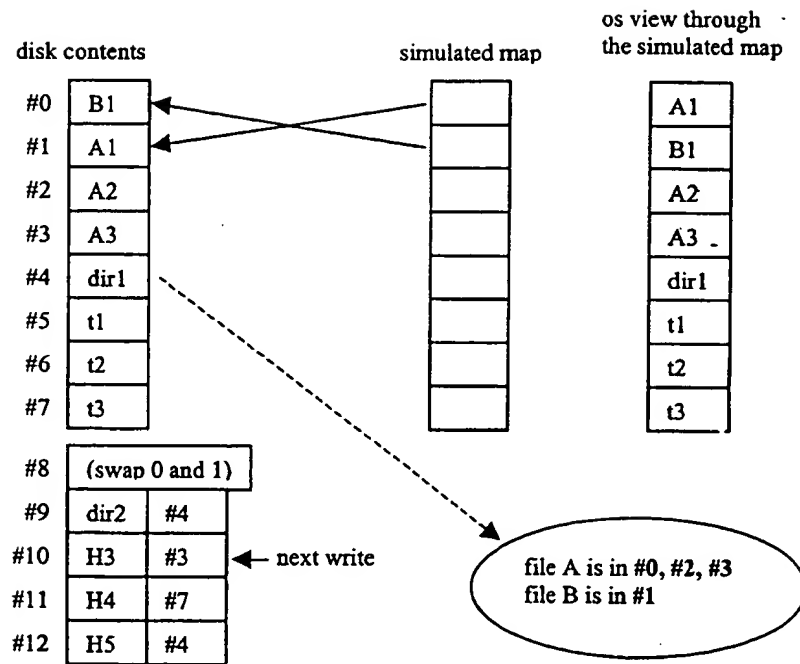 os view through
the simulated map
disk contents
simulated map
#0 B1
#1 A1
#2 A2
#3 A3
#4 dir1
#5 t1
#6 t2
#7 t3
A1
B1
A2
A3
dir1
t1
t2
t3
#8 (swap 0 and 1)
#9 dir2 #4
#10 H3 #3 next write
#11 H4 #7
#12 H5 #4
file A is in #0, #2, #3
file B is in #1